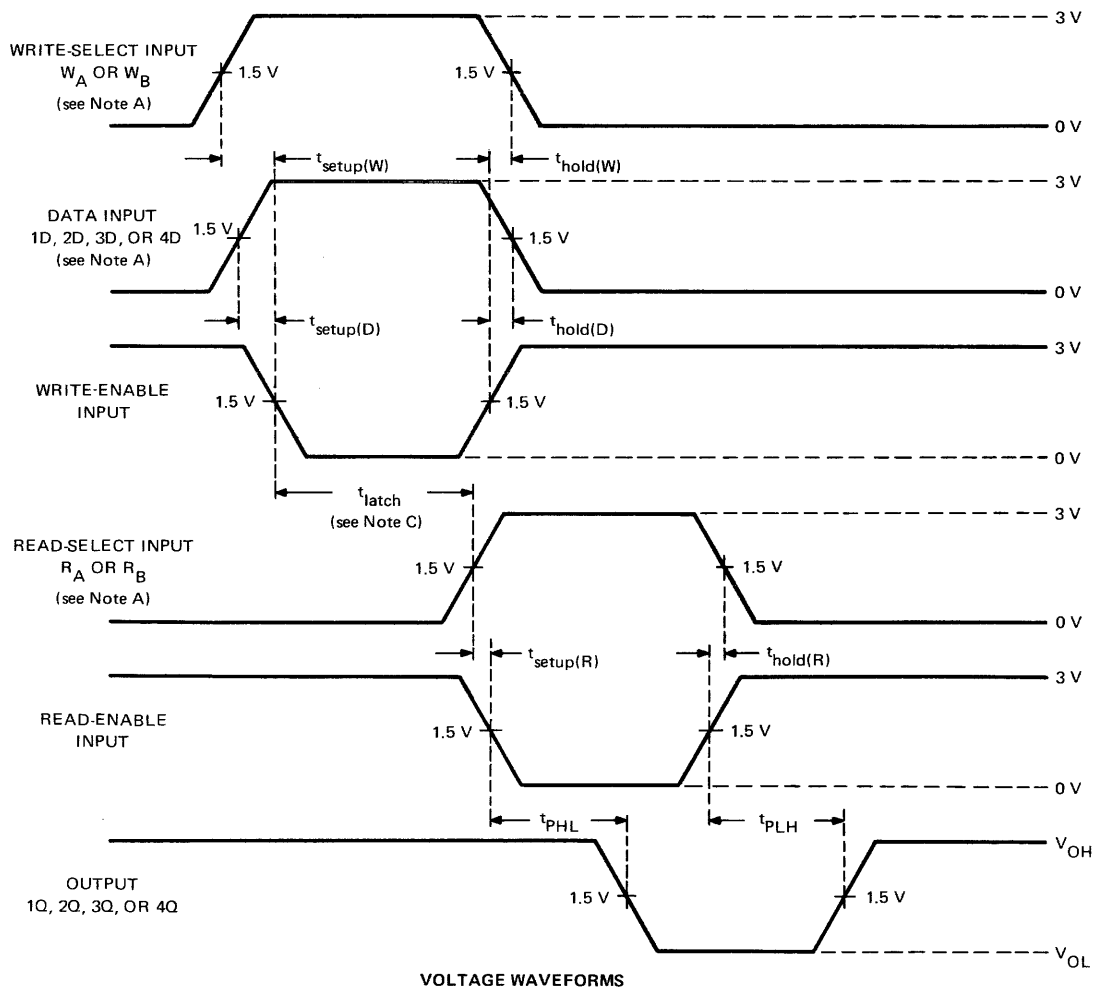 3 V
WRITE-SELECT INPUT
W_A OR W_B
(see Note A)
1.5 V
1.5 V
0 V
t_setup(W)
t_hold(W)
3 V
DATA INPUT
1D, 2D, 3D, OR 4D
(see Note A)
1.5 V
1.5 V
0 V
t_setup(D)
t_hold(D)
3 V
WRITE-ENABLE
INPUT
1.5 V
1.5 V
0 V
t_latch
(see Note C)
3 V
READ-SELECT INPUT
R_A OR R_B
(see Note A)
1.5 V
1.5 V
0 V
t_setup(R)
t_hold(R)
3 V
READ-ENABLE
INPUT
1.5 V
1.5 V
0 V
t_PHL
t_PLH
V_OH
OUTPUT
1Q, 2Q, 3Q, OR 4Q
1.5 V
1.5 V
V_OL
VOLTAGE WAVEFORMS